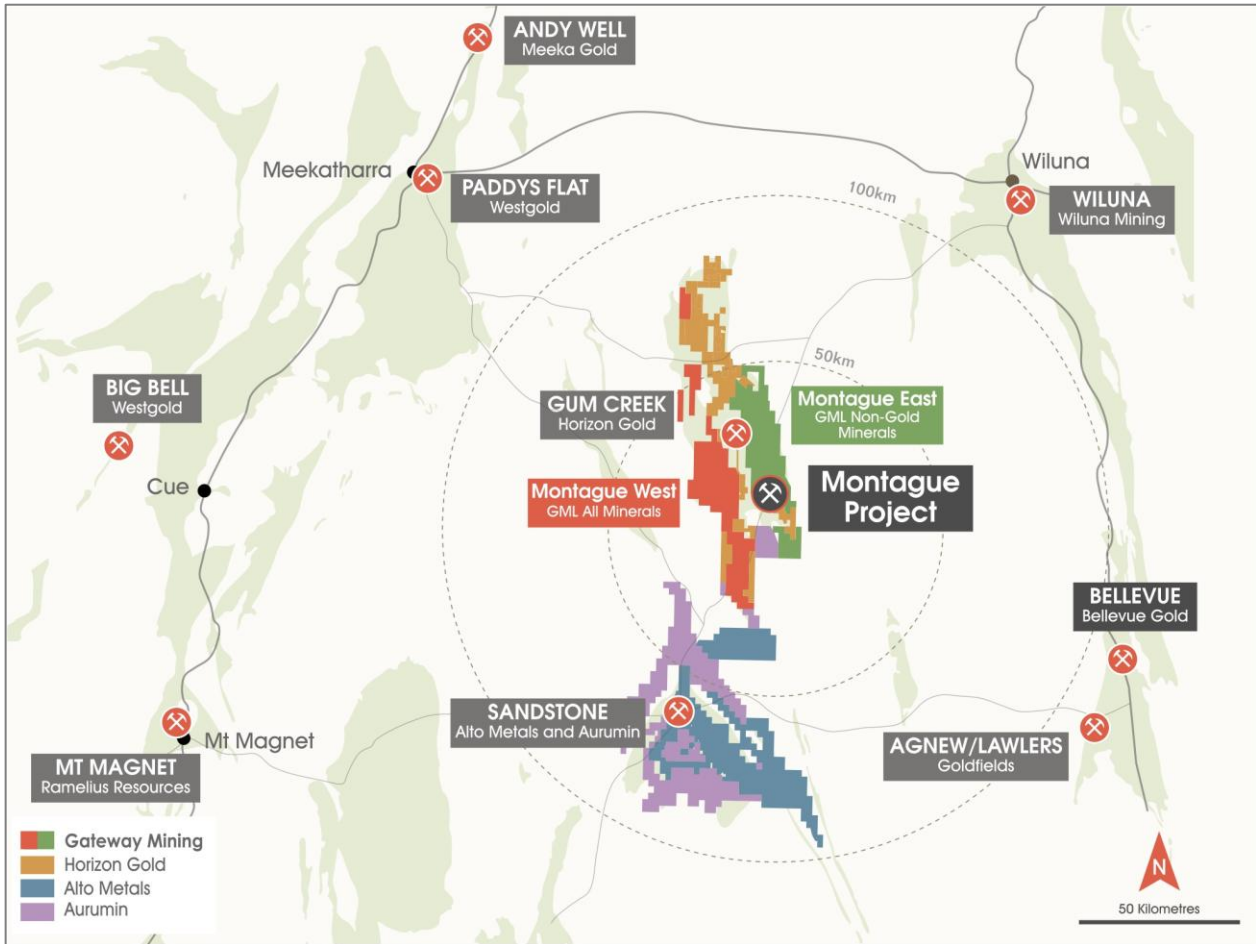 ANDY WELL
Meeka Gold
Meekatharra
PADDYS FLAT
Westgold
Wiluna
WILUNA
Wiluna Mining
100km
50km
BIG BELL
Westgold
GUM CREEK
Horizon Gold
Montague East
GML Non-Gold
Minerals
Cue
Montague West
GML All Minerals
Montague
Project
BELLEVUE
Bellevue Gold
SANDSTONE
Alto Metals and Aurumin
AGNEW/LAWLERS
Goldfields
Mt Magnet
MT MAGNET
Ramelius Resources
Gateway Mining
Horizon Gold
Alto Metals
Aurumin
N
50 Kilometres